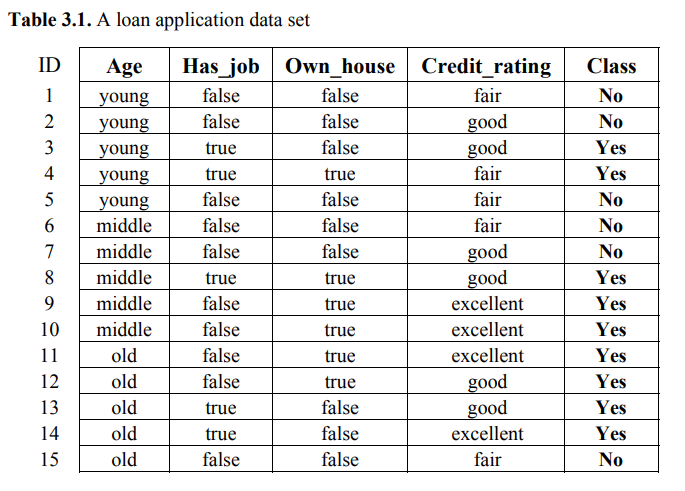 Table 3.1. A loan application data set
ID Age Has_job Own_house Credit_rating Class
1 young false false fair No
2 young false false good No
3 young true false good Yes
4 young true true fair Yes
5 young false false fair No
6 middle false false fair No
7 middle false false good No
8 middle true true good Yes
9 middle false true excellent Yes
10 middle false true excellent Yes
11 old false true excellent Yes
12 old false true good Yes
13 old true false good Yes
14 old true false excellent Yes
15 old false false fair No